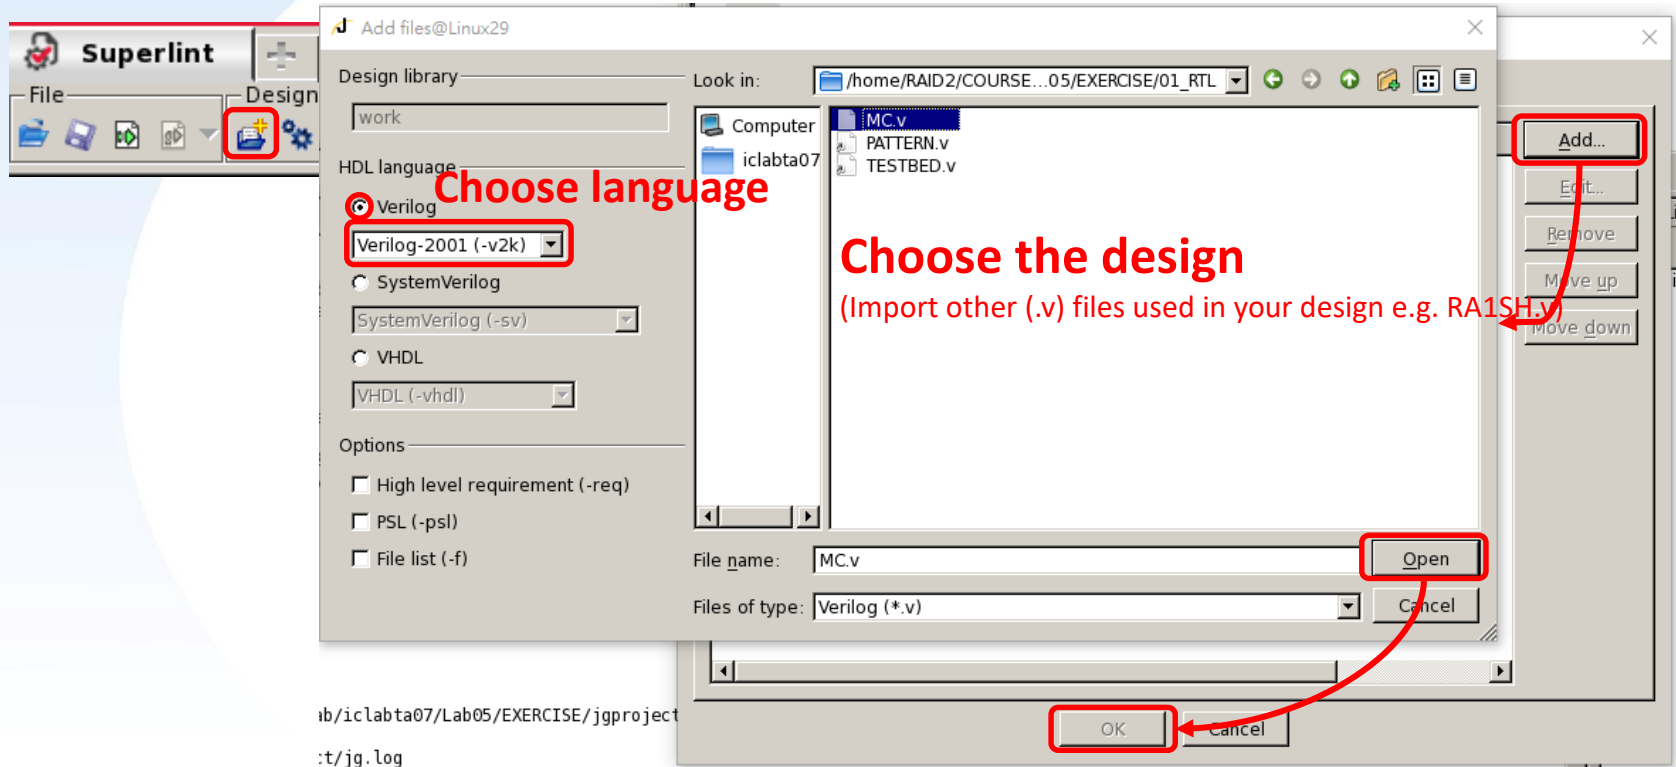 Superlint
File
Design
Add files@Linux29
Design library
work
HDL language
Choose language
Verilog
Verilog-2001 (-v2k)
SystemVerilog
SystemVerilog (-sv)
VHDL
VHDL (-vhdl)
Options
High level requirement (-req)
PSL (-psl)
File list (-f)
Look in:
/home/RAID2/COURSE...05/EXERCISE/01_RTL
Computer
iclabta07
MC.v
PATTERN.v
TESTBED.v
Choose the design
(Import other (.v) files used in your design e.g. RA1SH.v)
File name:
MC.v
Open
Files of type:
Verilog (*.v)
Cancel
Add...
Edit...
Remove
Move up
Move down
OK
Cancel
ab/iclabta07/Lab05/EXERCISE/jgproject
:t/jg.log